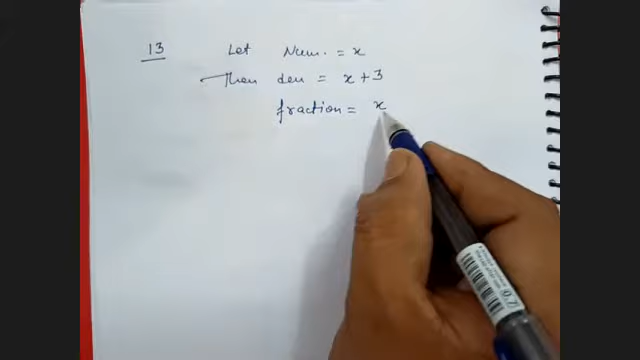 13 Let Num. = x
Then den = x + 3
fraction = x